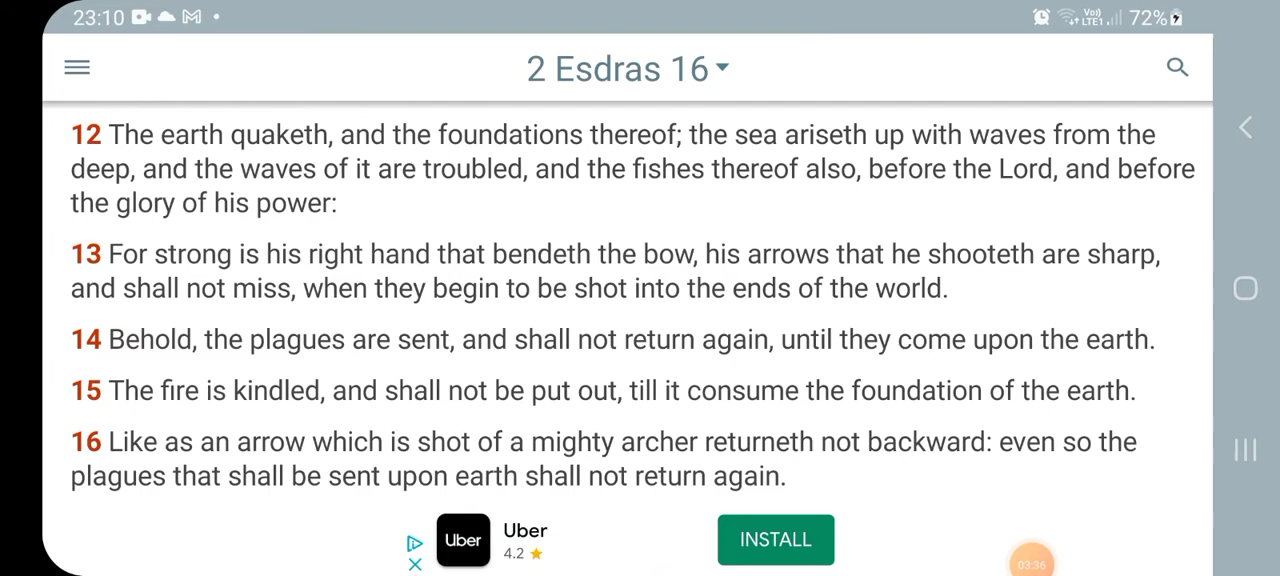 23:10
Vo)) LTE1 72%
2 Esdras 16
12 The earth quaketh, and the foundations thereof; the sea ariseth up with waves from the
deep, and the waves of it are troubled, and the fishes thereof also, before the Lord, and before
the glory of his power:
13 For strong is his right hand that bendeth the bow, his arrows that he shooteth are sharp,
and shall not miss, when they begin to be shot into the ends of the world.
14 Behold, the plagues are sent, and shall not return again, until they come upon the earth.
15 The fire is kindled, and shall not be put out, till it consume the foundation of the earth.
16 Like as an arrow which is shot of a mighty archer returneth not backward: even so the
plagues that shall be sent upon earth shall not return again.
Uber
Uber
4.2 ★
INSTALL
03:36